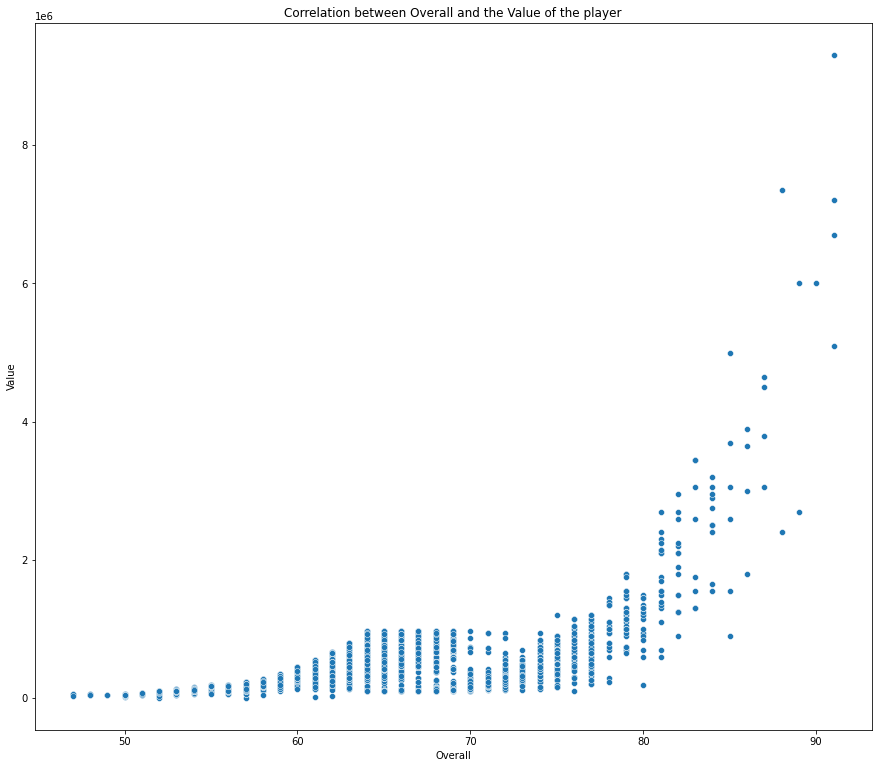 Correlation between Overall and the Value of the player
1e6
8
6
4
2
0
Value
50 60 70 80 90
Overall